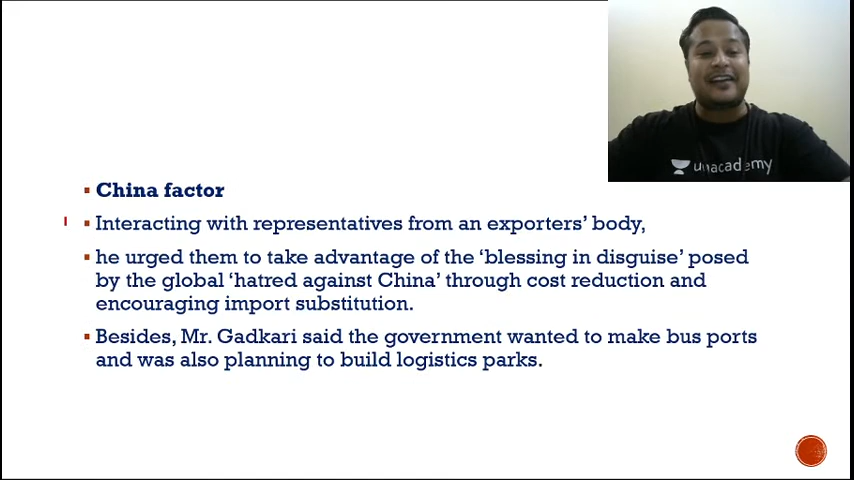 unacademy
China factor
Interacting with representatives from an exporters' body,
he urged them to take advantage of the 'blessing in disguise' posed
by the global 'hatred against China' through cost reduction and
encouraging import substitution.
Besides, Mr. Gadkari said the government wanted to make bus ports
and was also planning to build logistics parks.